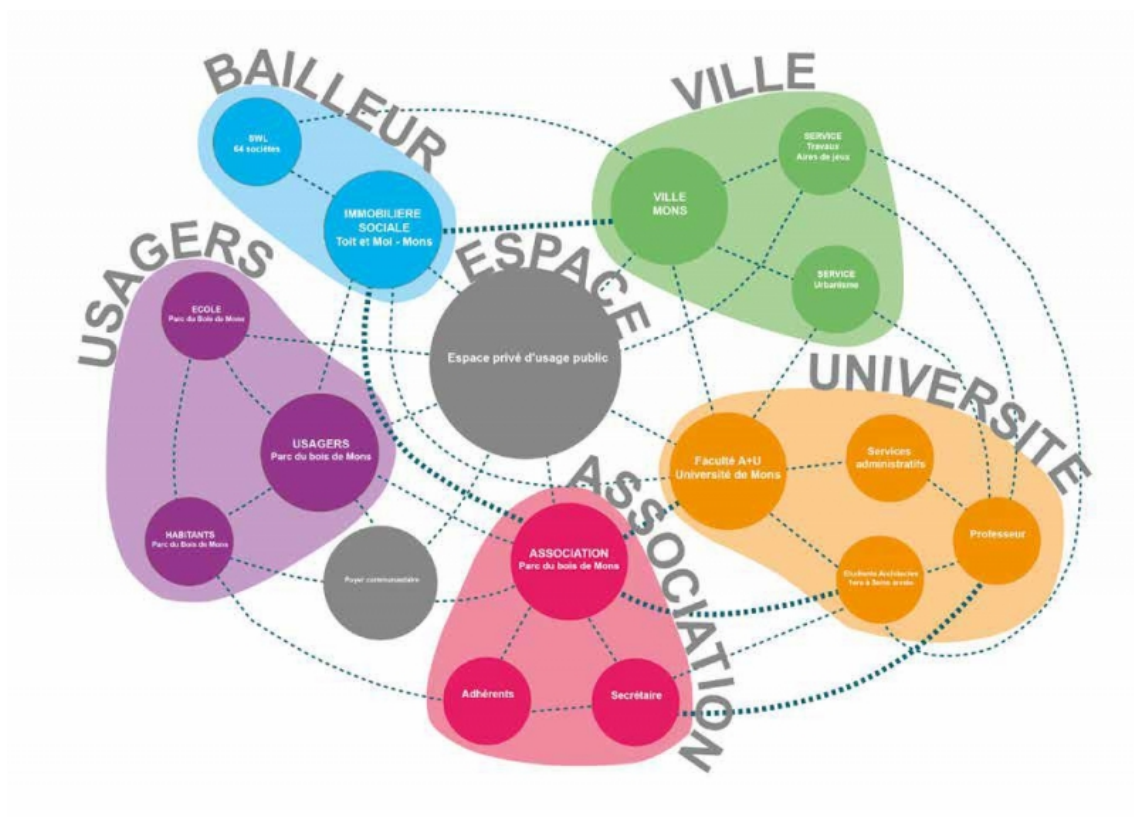 BAILLEUR
SWL
64 sociétes
IMMOBILIERE
SOCIALE
Toit et Moi - Mons
VILLE
VILLE
MONS
SERVICE
Travaux
Aires de jeux
SERVICE
Urbanisme
USAGERS
ECOLE
Parc du Bois de Mons
USAGERS
Parc du bois de Mons
HABITANTS
Parc du Bois de Mons
ESPACE
Espace privé d'usage public
communautaire
UNIVERSITE
Faculté A+U
Université de Mons
Services
administratifs
Professeur
Etudiants Architectes
ASSOCIATION
ASSOCIATION
Parc du bois de Mons
Adhérents
Secrétaire